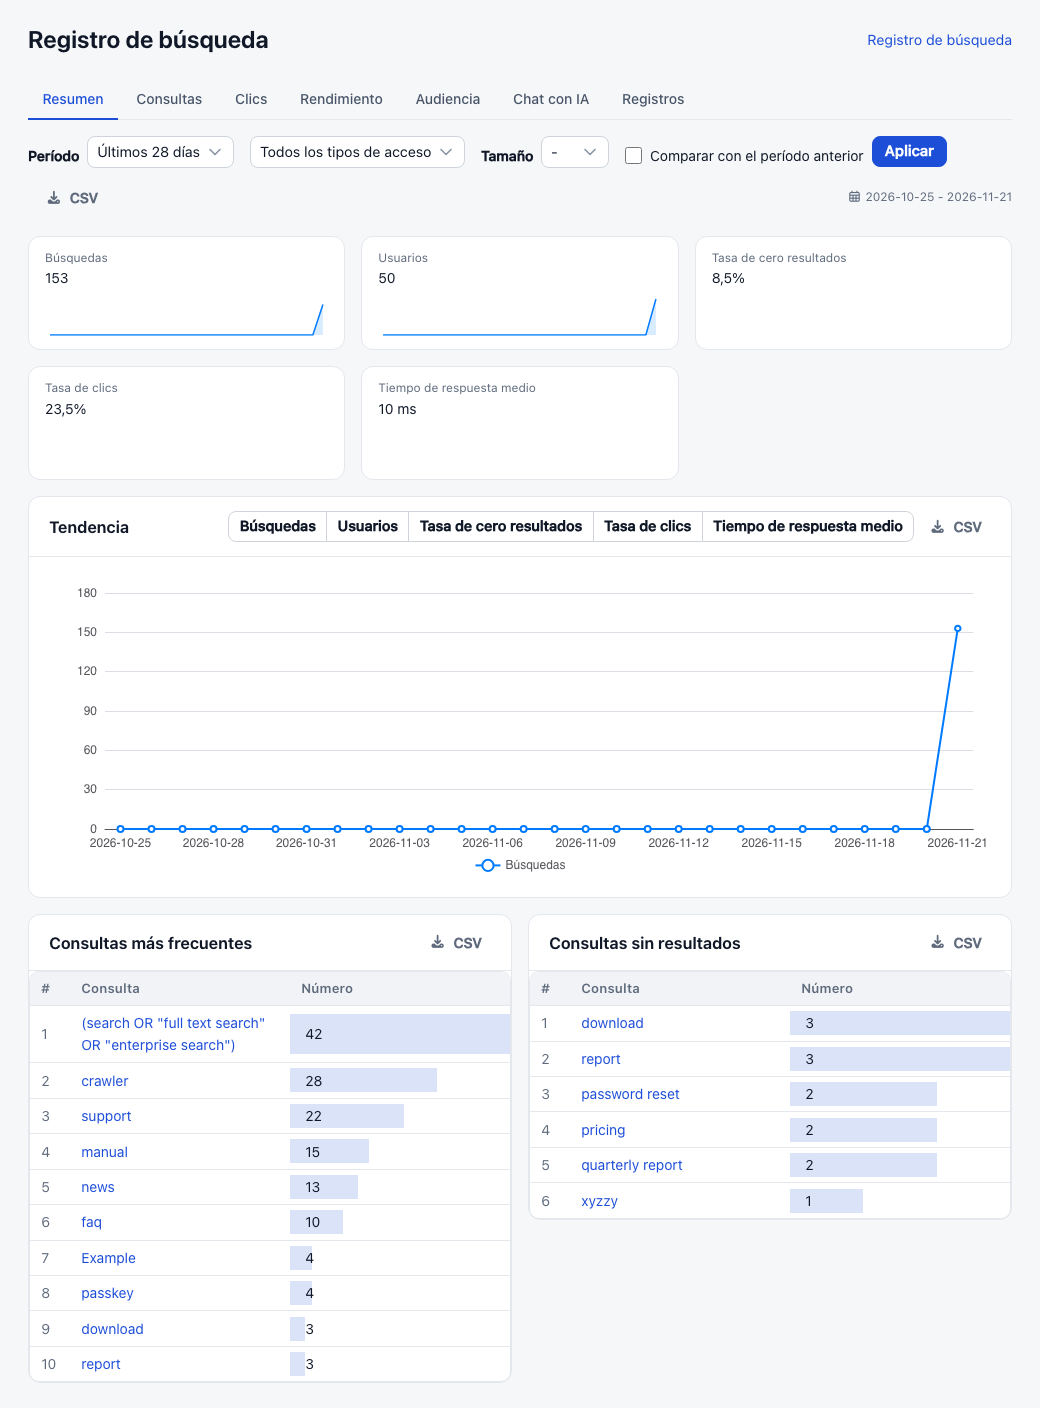 Registro de búsqueda
Registro de búsqueda
Resumen
Consultas
Clics
Rendimiento
Audiencia
Chat con IA
Registros
Período
Últimos 28 días
Todos los tipos de acceso
Tamaño
-
Comparar con el período anterior
Aplicar
CSV
2026-10-25 - 2026-11-21
Búsquedas
153
Usuarios
50
Tasa de cero resultados
8,5%
Tasa de clics
23,5%
Tiempo de respuesta medio
10 ms
Tendencia
Búsquedas
Usuarios
Tasa de cero resultados
Tasa de clics
Tiempo de respuesta medio
CSV
180
150
120
90
60
30
0
2026-10-25
2026-10-28
2026-10-31
2026-11-03
2026-11-06
2026-11-09
2026-11-12
2026-11-15
2026-11-18
2026-11-21
Búsquedas
Consultas más frecuentes
CSV
# Consulta Número
1 (search OR "full text search"
OR "enterprise search") 42
2 crawler 28
3 support 22
4 manual 15
5 news 13
6 faq 10
7 Example 4
8 passkey 4
9 download 3
10 report 3
Consultas sin resultados
CSV
# Consulta Número
1 download 3
2 report 3
3 password reset 2
4 pricing 2
5 quarterly report 2
6 xyzzy 1